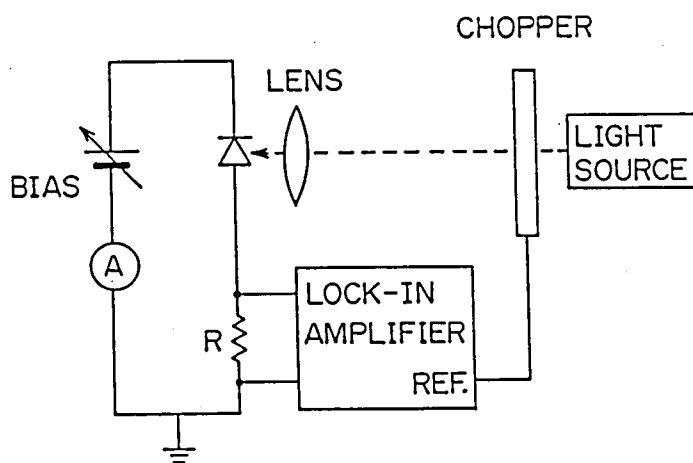 CHOPPER
LENS
LIGHT
SOURCE
BIAS
A
LOCK-IN
AMPLIFIER
R
REF.